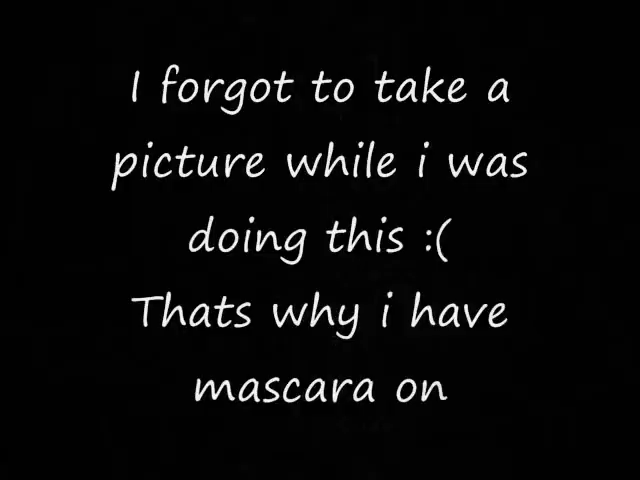 I forgot to take a
picture while i was
doing this :(
Thats why i have
mascara on